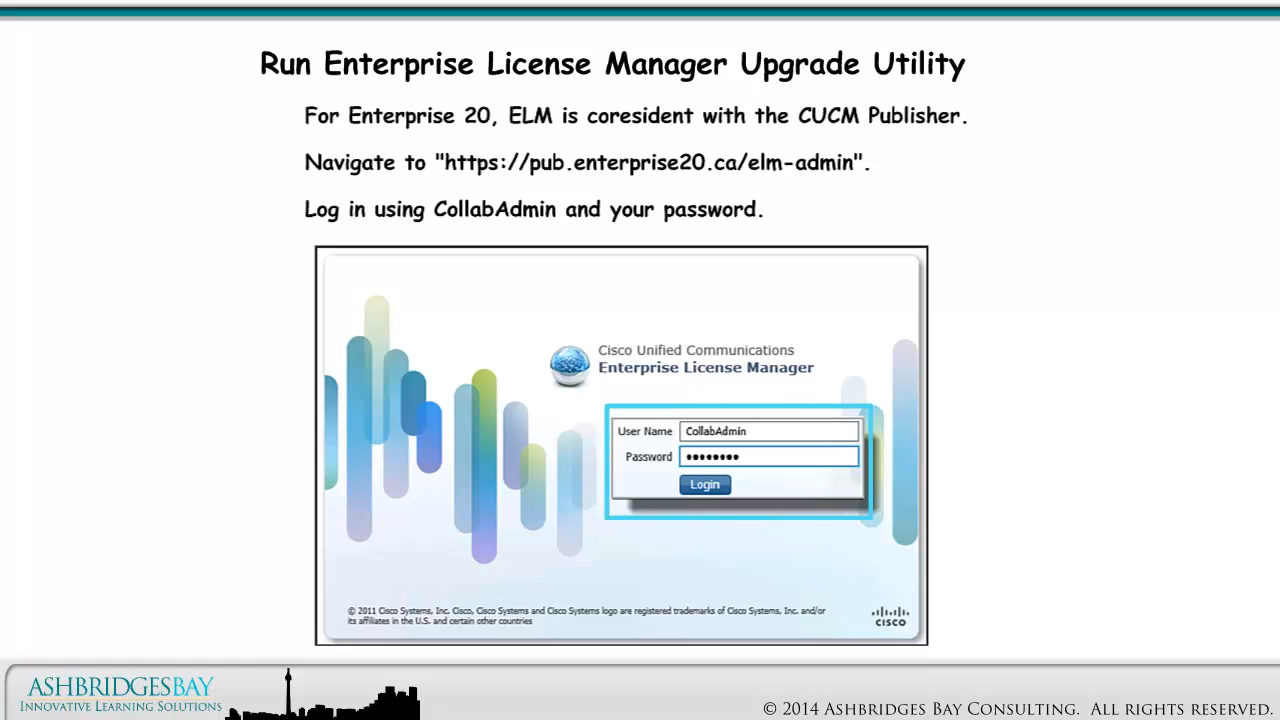 Run Enterprise License Manager Upgrade Utility
For Enterprise 20, ELM is coresident with the CUCM Publisher.
Navigate to "https://pub.enterprise20.ca/elm-admin".
Log in using CollabAdmin and your password.
Cisco Unified Communications
Enterprise License Manager
User Name CollabAdmin
Password ••••••••
Login
© 2011 Cisco Systems, Inc. Cisco, Cisco Systems and Cisco Systems logo are registered trademarks of Cisco Systems, Inc. and/or
its affiliates in the U.S. and certain other countries
CISCO
ASHBRIDGESBAY
INNOVATIVE LEARNING SOLUTIONS
© 2014 ASHBRIDGES BAY CONSULTING. ALL RIGHTS RESERVED.